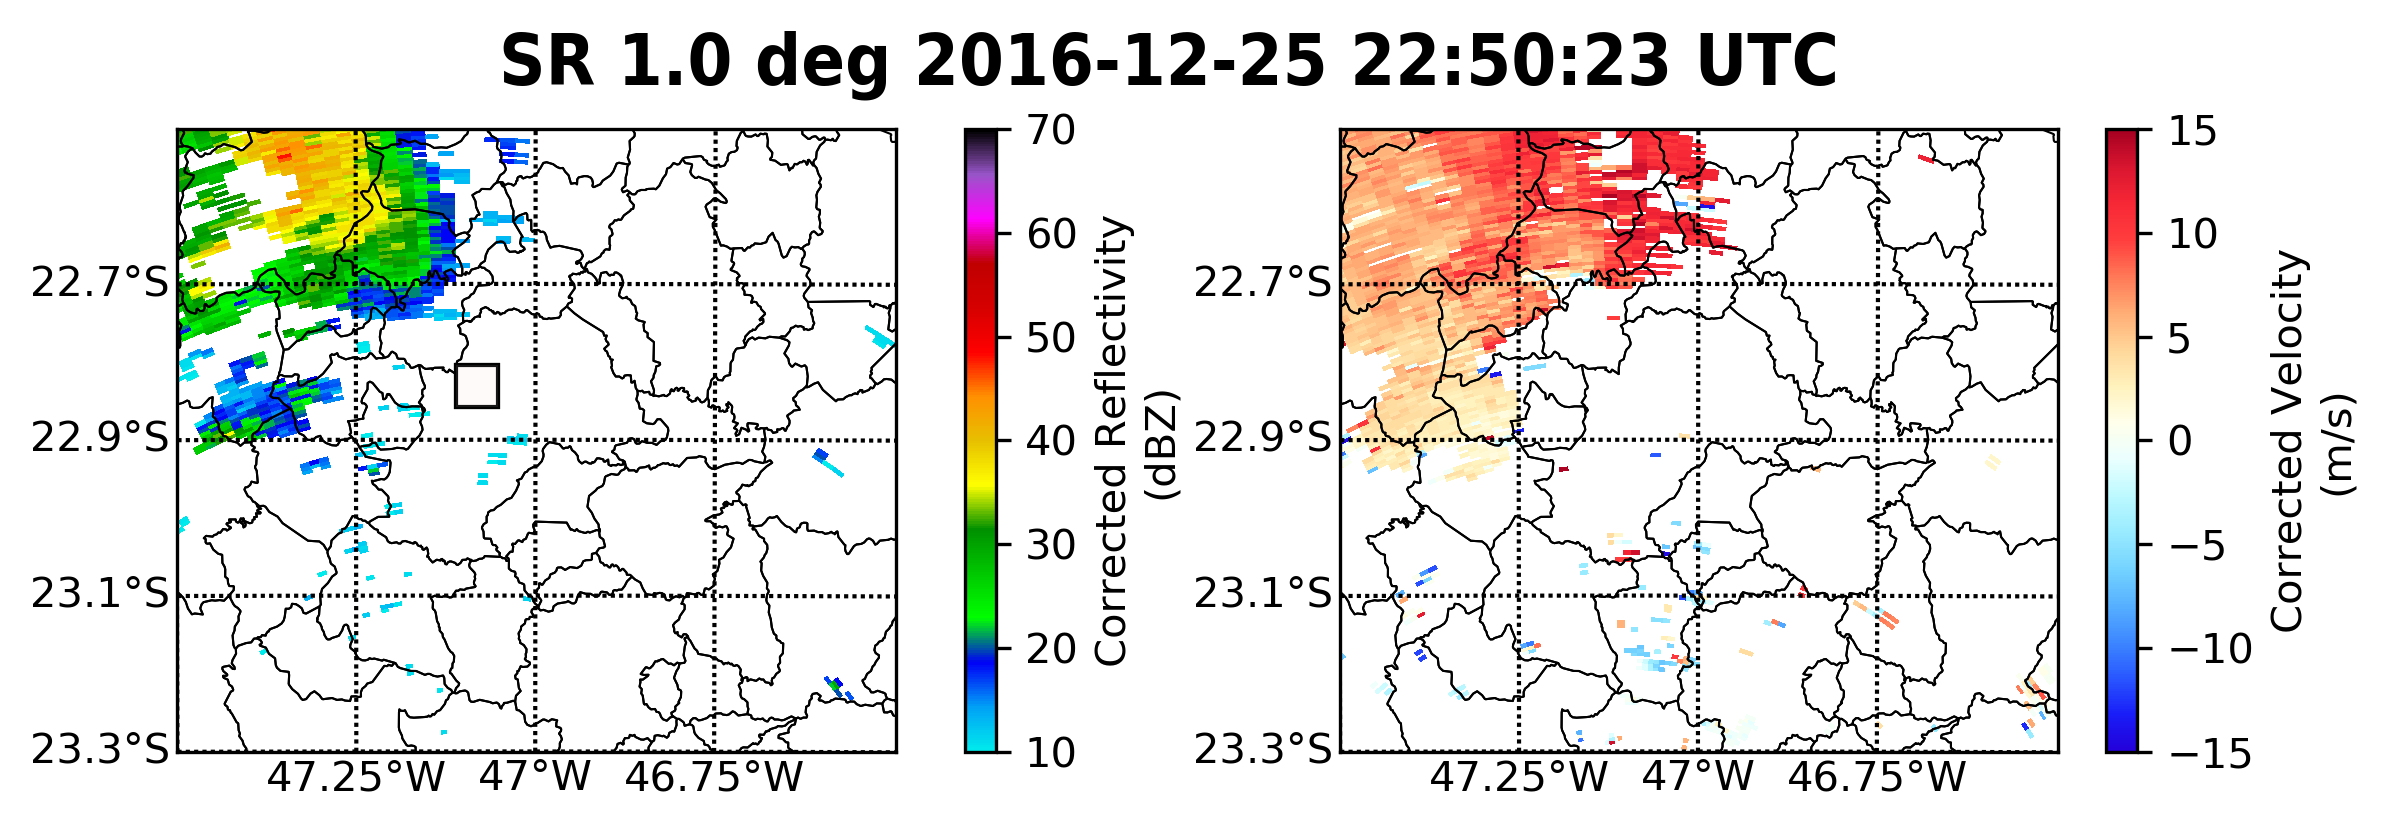 SR 1.0 deg 2016-12-25 22:50:23 UTC
22.7°S
22.9°S
23.1°S
23.3°S
47.25°W 47°W 46.75°W
70
60
50
40
30
20
10
Corrected Reflectivity
(dBZ)
22.7°S
22.9°S
23.1°S
23.3°S
47.25°W 47°W 46.75°W
15
10
5
0
−5
−10
−15
Corrected Velocity
(m/s)